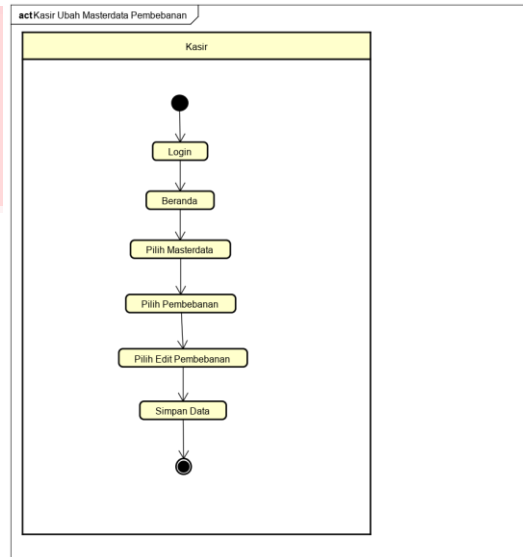 act Kasir Ubah Masterdata Pembebanan
Kasir
Login
Beranda
Pilih Masterdata
Pilih Pembebanan
Pilih Edit Pembebanan
Simpan Data